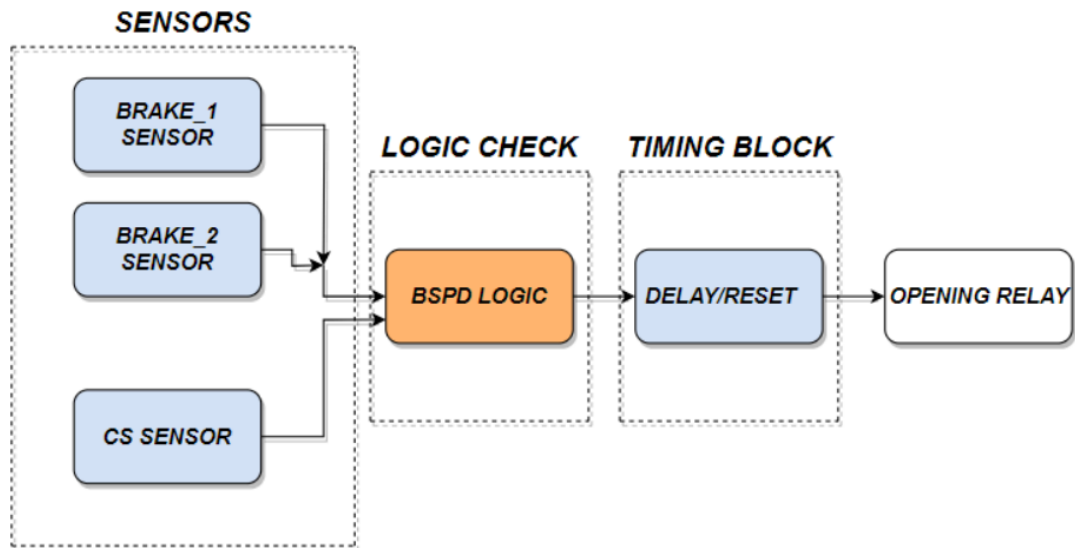 SENSORS
BRAKE_1
SENSOR
BRAKE_2
SENSOR
CS SENSOR
LOGIC CHECK
BSPD LOGIC
TIMING BLOCK
DELAY/RESET
OPENING RELAY